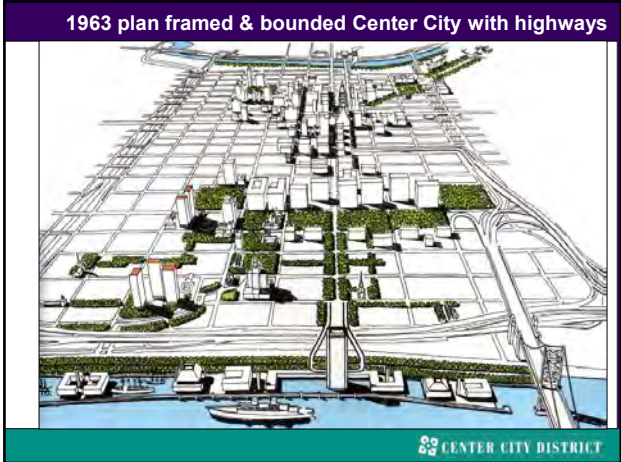 1963 plan framed & bounded Center City with highways
CENTER CITY DISTRICT